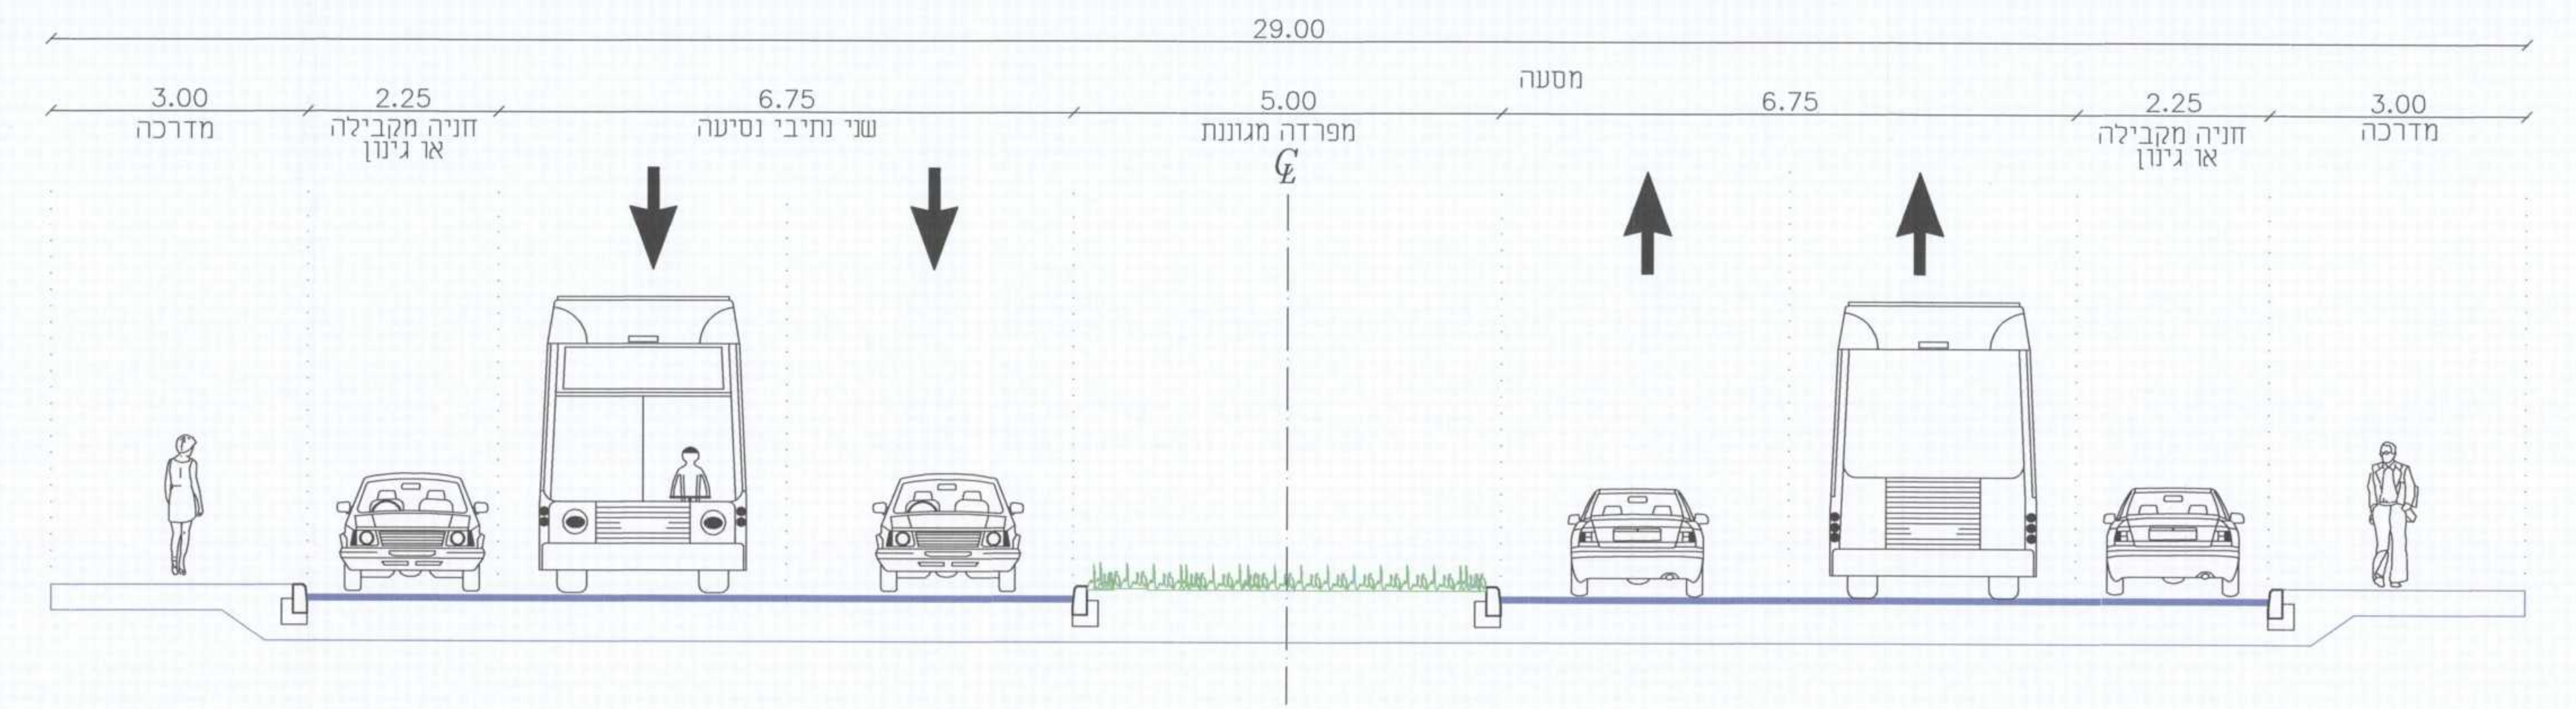 29.00
מסעה
3.00 2.25 6.75 5.00 6.75 2.25 3.00
מדרכה חניה מקבילה שני נתיבי נסיעה מפרדה מגוננת חניה מקבילה מדרכה
או גינון ℄ או גינון